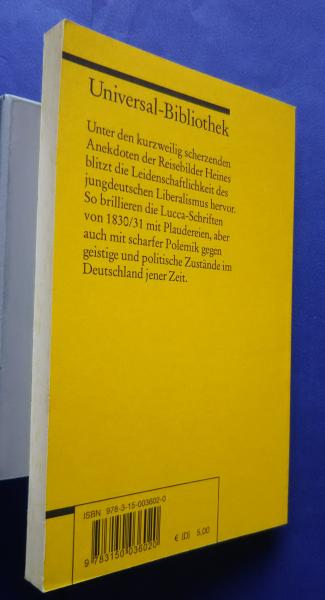 Universal-Bibliothek
Unter den kurzweilig scherzenden
Anekdoten der Reisebilder Heines
blitzt die Leidenschaftlichkeit des
jungdeutschen Liberalismus hervor.
So brillieren die Lucca-Schriften
von 1830/31 mit Plaudereien, aber
auch mit scharfer Polemik gegen
geistige und politische Zustände im
Deutschland jener Zeit.
ISBN 978-3-15-003602-0
9 783150 036020
€ (D) 5,00